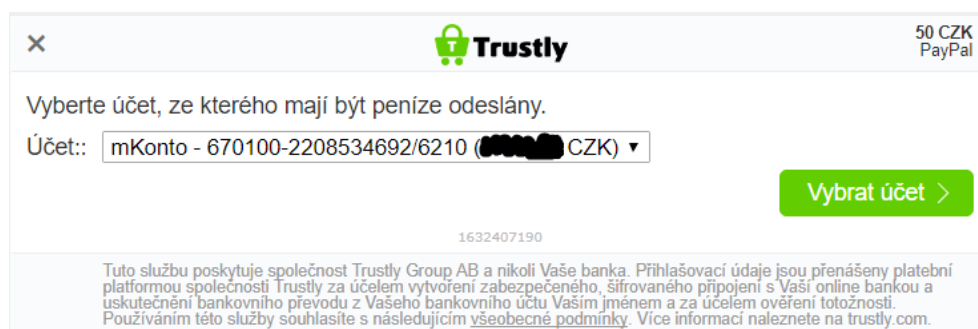 ×
Trustly
50 CZK
PayPal
Vyberte účet, ze kterého mají být peníze odeslány.
Účet:: mKonto - 670100-2208534692/6210 ( CZK) ▾
Vybrat účet >
1632407190
Tuto službu poskytuje společnost Trustly Group AB a nikoli Vaše banka. Přihlašovací údaje jsou přenášeny platební
platformou společnosti Trustly za účelem vytvoření zabezpečeného, šifrovaného připojení s Vaší online bankou a
uskutečnění bankovního převodu z Vašeho bankovního účtu Vaším jménem a za účelem ověření totožnosti.
Používáním této služby souhlasíte s následujícím všeobecné podmínky. Více informací naleznete na trustly.com.